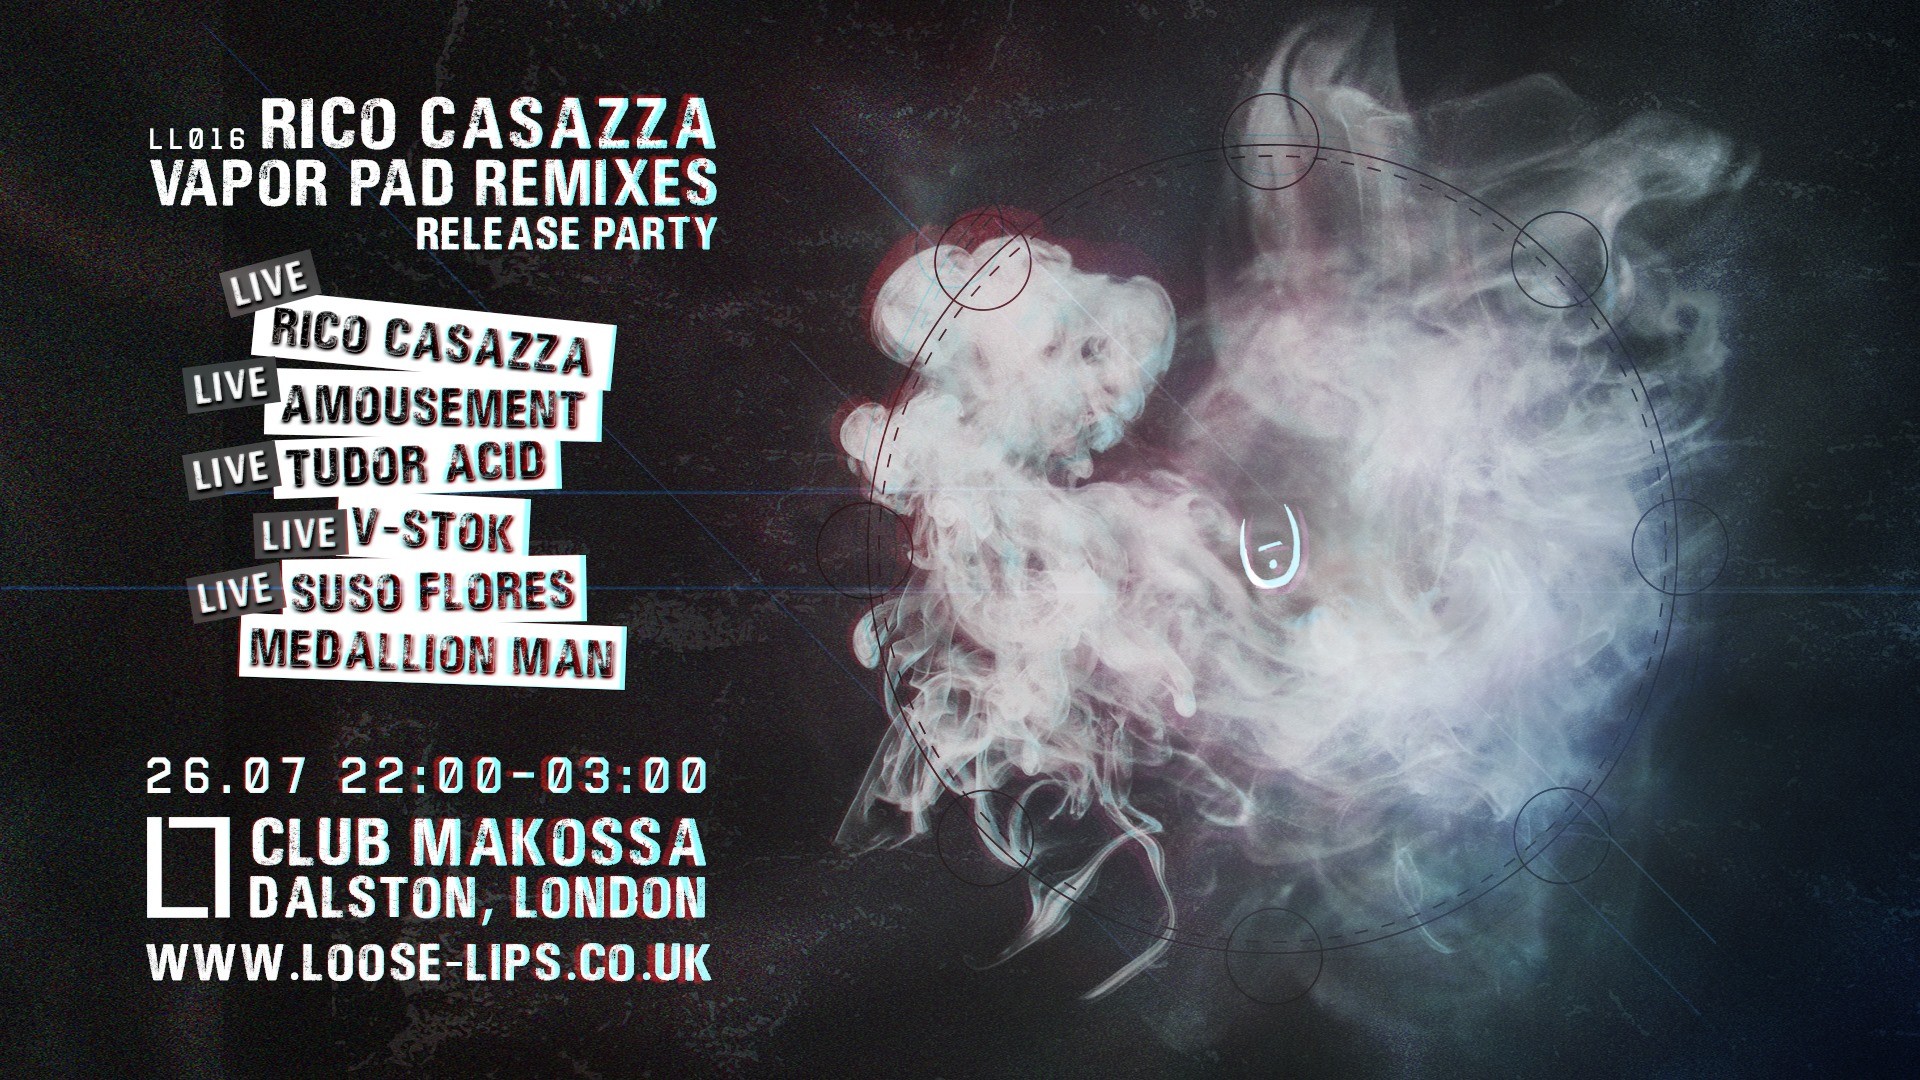 LL016 RICO CASAZZA
VAPOR PAD REMIXES
RELEASE PARTY
LIVE RICO CASAZZA
LIVE AMOUSEMENT
LIVE TUDOR ACID
LIVE V-STOK
LIVE SUSO FLORES
MEDALLION MAN
26.07 22:00-03:00
CLUB MAKOSSA
DALSTON, LONDON
WWW.LOOSE-LIPS.CO.UK